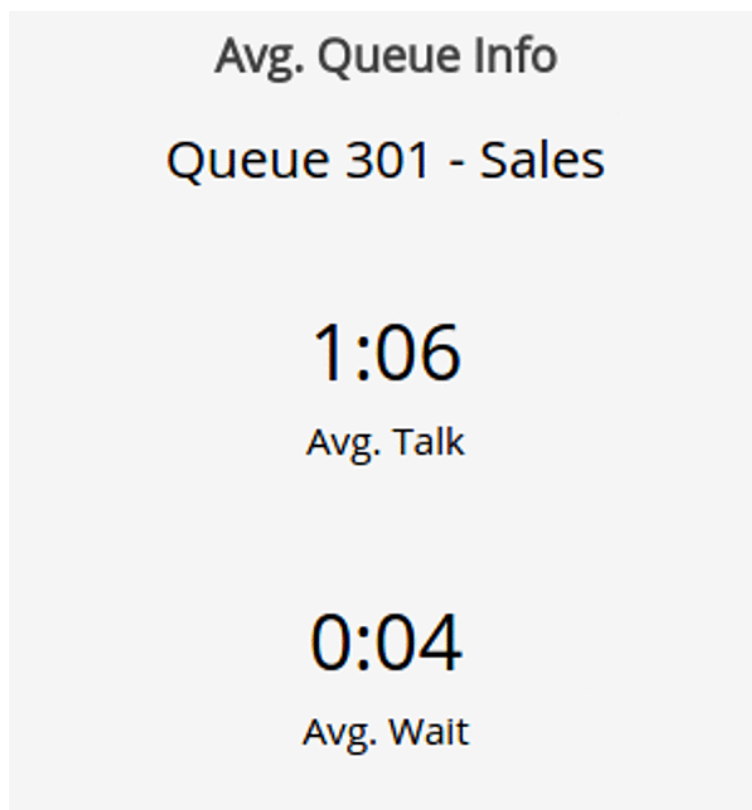 Avg. Queue Info
Queue 301 - Sales
1:06
Avg. Talk
0:04
Avg. Wait